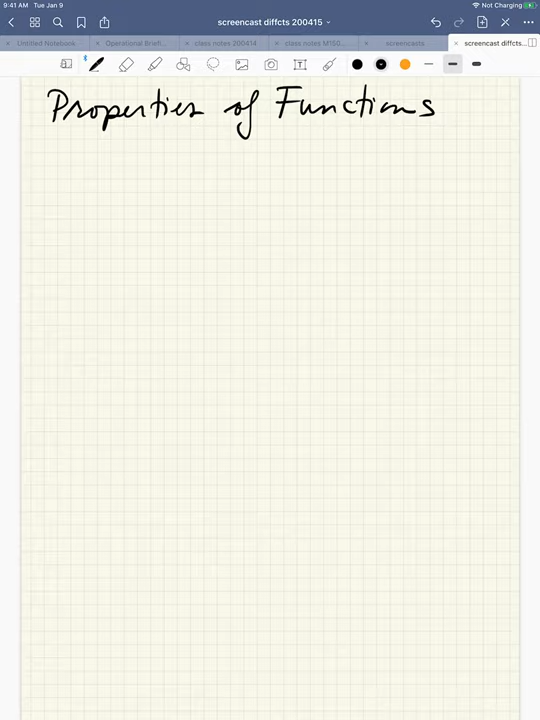 9:41 AM Tue Jan 9
Not Charging
screencast diffcts 200415
Untitled Notebook
Operational Briefi...
class notes 200414
class notes M160...
screencasts
screencast diffcts...
T
Properties of Functions